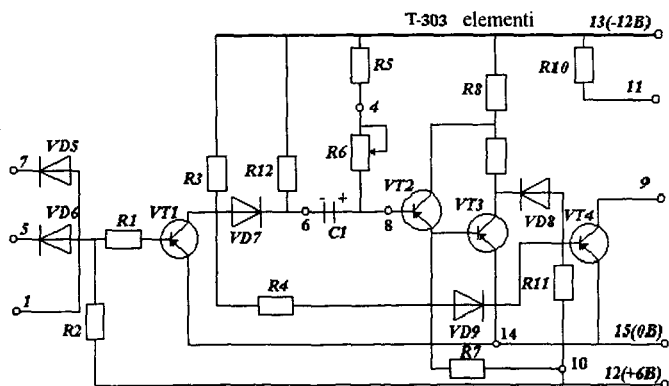 T-303 elementi
13(-12B)
R5
R10
R8
11
4
VD5
7
R3
R12
R6
9
VD6
R1
VT1
- +
VT2
VT3
VD8
VT4
5
VD7
6
C1
8
1
R4
R11
R2
VD9
14
15(0B)
R7
10
12(+6B)